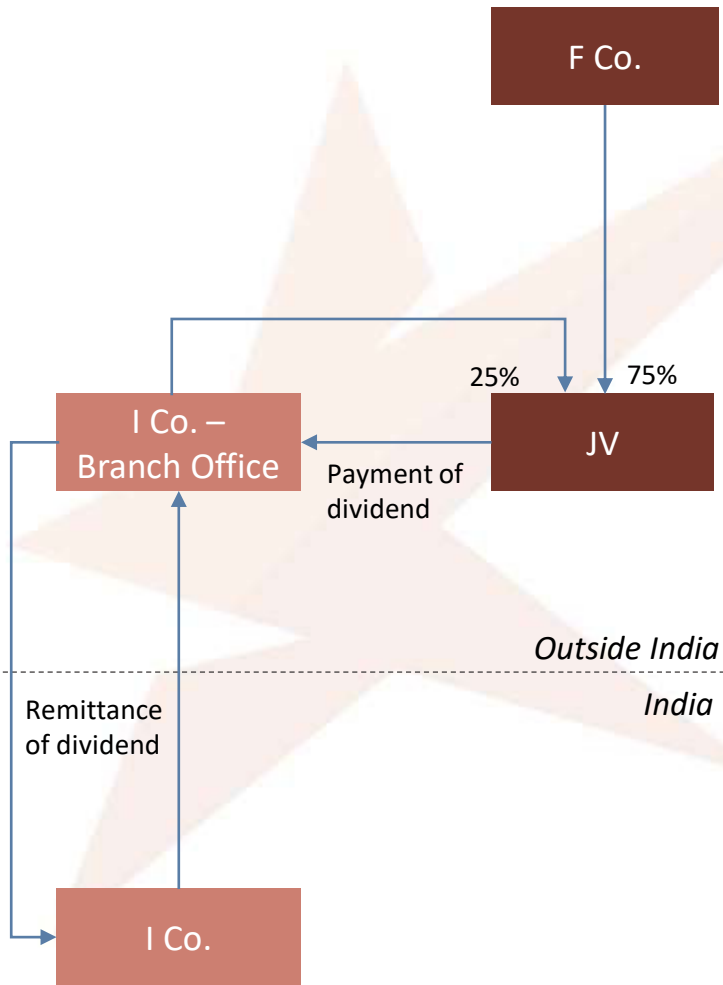 F Co.
25%
75%
I Co. –
Branch Office
JV
Payment of
dividend
Outside India
India
Remittance
of dividend
I Co.